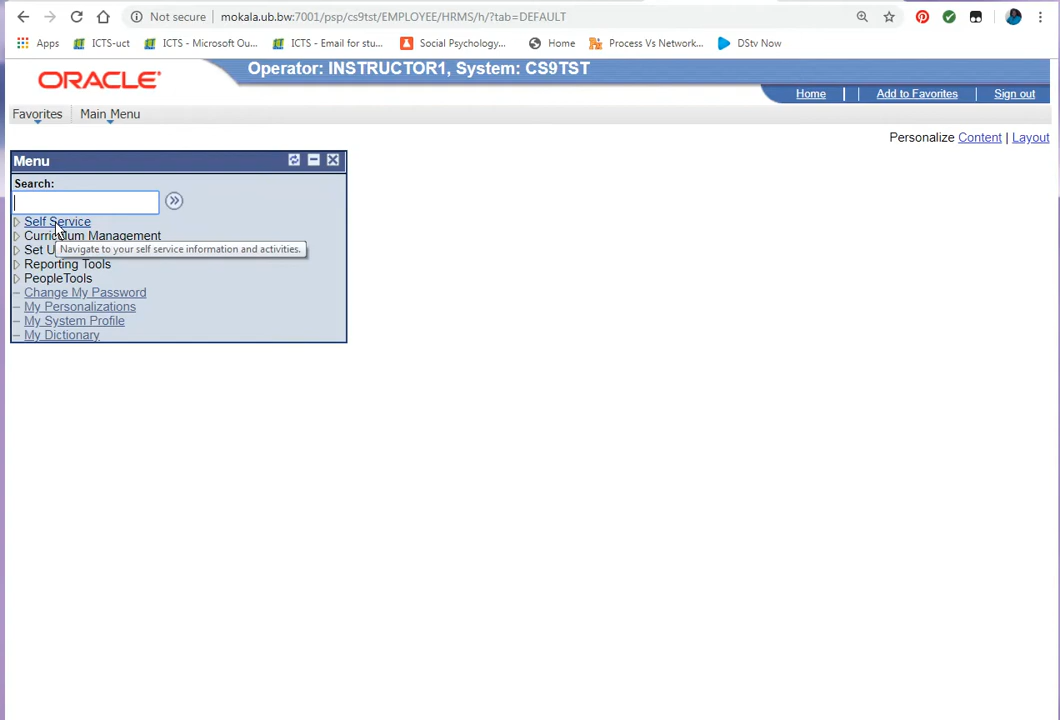 Not secure mokala.ub.bw:7001/psp/cs9tst/EMPLOYEE/HRMS/h/?tab=DEFAULT
Apps ICTS-uct ICTS - Microsoft Ou... ICTS - Email for stu... Social Psychology,... Home Process Vs Network... DStv Now
ORACLE'
Operator: INSTRUCTOR1, System: CS9TST
Home Add to Favorites Sign out
Favorites Main Menu
Personalize Content | Layout
Menu
Search:
Self Service
Curriculum Management
Set U
Navigate to your self service information and activities.
Reporting Tools
PeopleTools
Change My Password
My Personalizations
My System Profile
My Dictionary